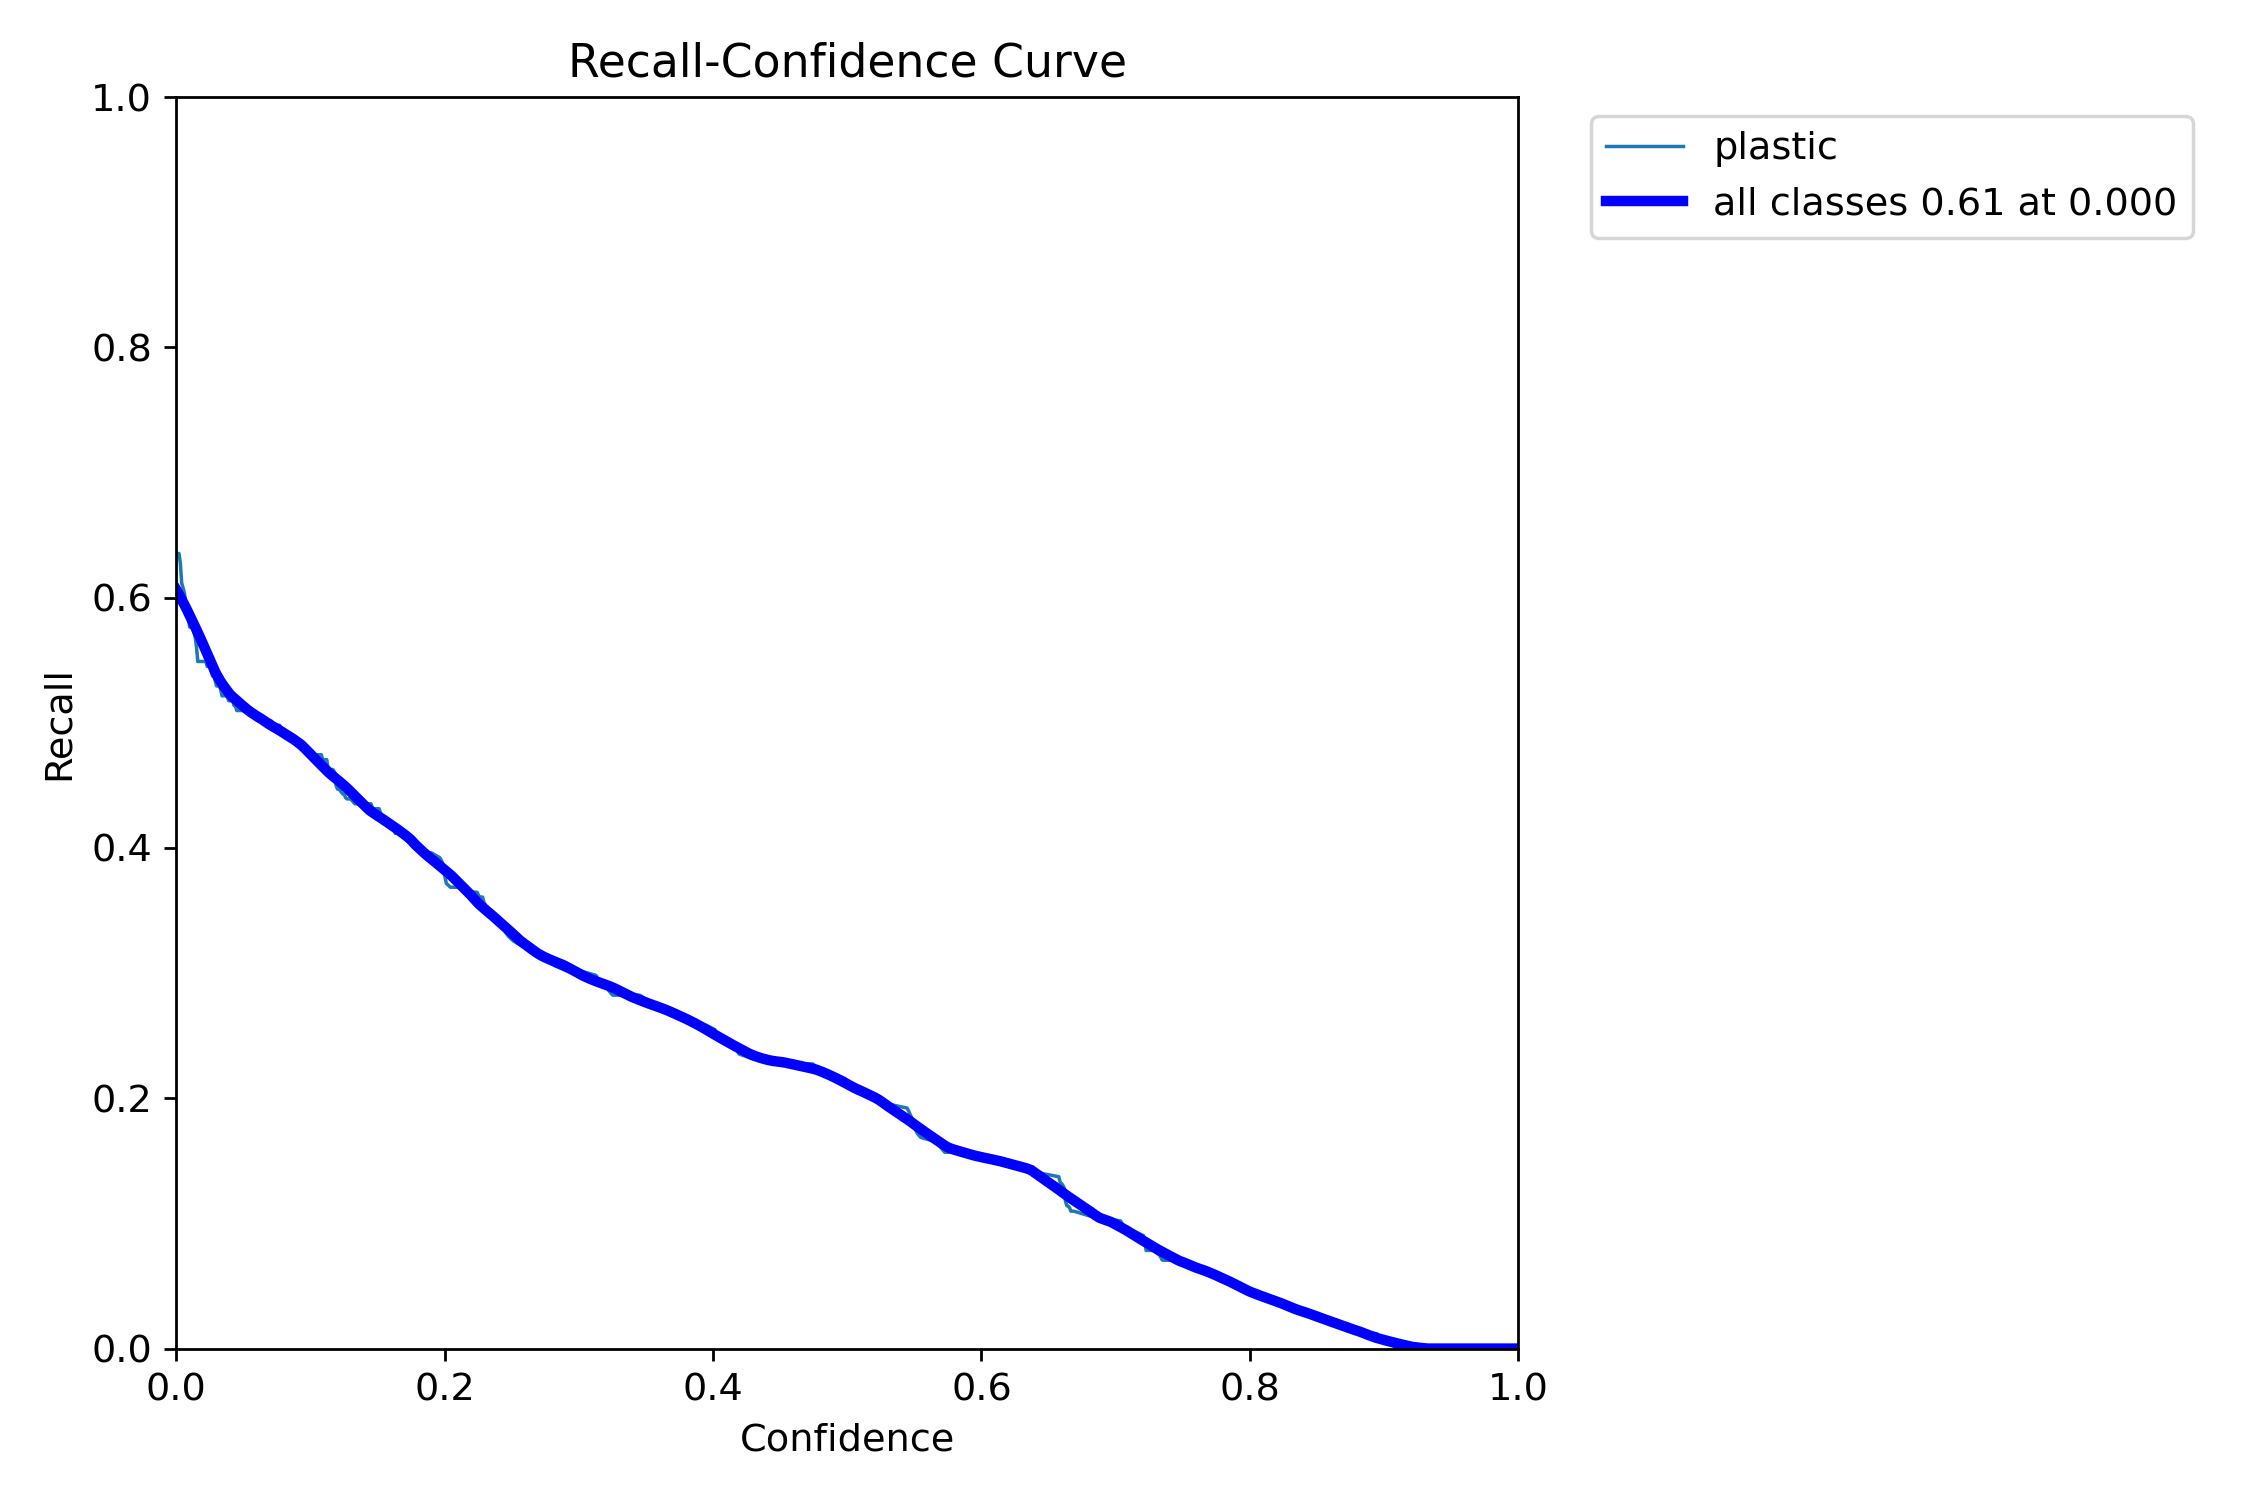 Recall-Confidence Curve
1.0
0.8
0.6
0.4
0.2
0.0
Recall
0.0 0.2 0.4 0.6 0.8 1.0
Confidence
plastic
all classes 0.61 at 0.000